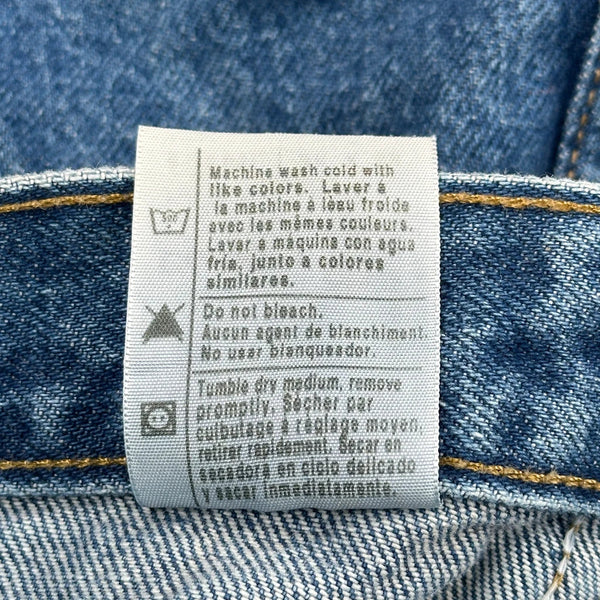 Machine wash cold with
like colors. Laver à
la machine à leau froide
avec les mêmes couleurs.
Lavar a máquina con agua
fría, junto a colores
similares.
Do not bleach.
Aucun agent de blanchiment.
No usar blanqueador.
Tumble dry medium, remove
promptly. Sécher par
culbutage à réglage moyen,
retirer rapidement. Secar en
secadora en ciclo delicado
y sacar inmediatamente.